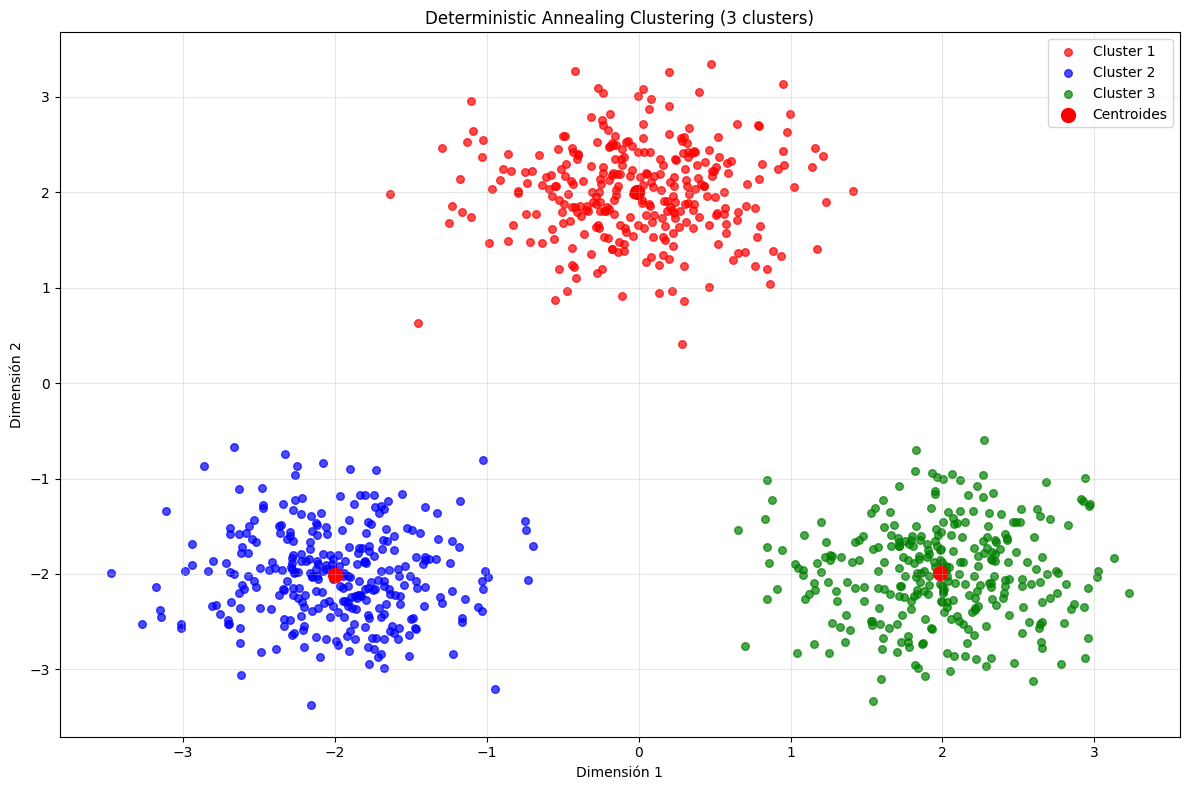 Deterministic Annealing Clustering (3 clusters)
Cluster 1
Cluster 2
Cluster 3
Centroides
Dimensión 2
3
2
1
0
−1
−2
−3
−3
−2
−1
0
1
2
3
Dimensión 1